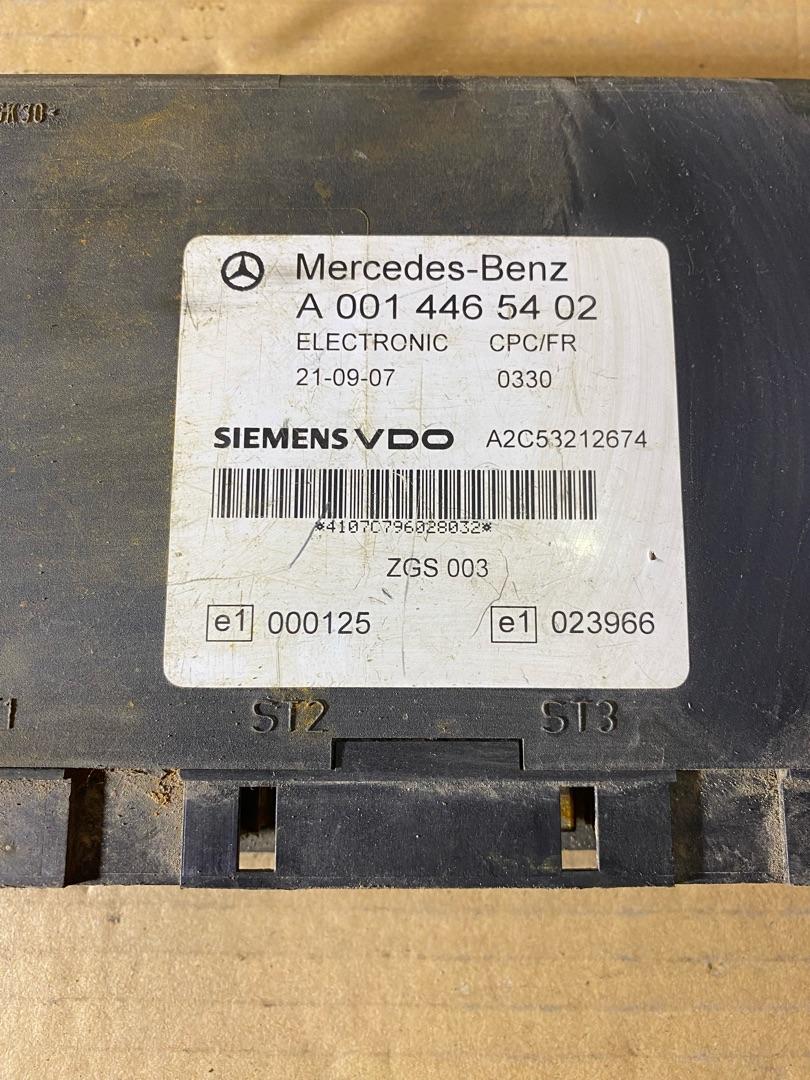 Mercedes-Benz
A 001 446 54 02
ELECTRONIC CPC/FR
21-09-07 0330
SIEMENS VDO A2C53212674
*4107C796028032*
ZGS 003
e1 000125 e1 023966
ST2 ST3